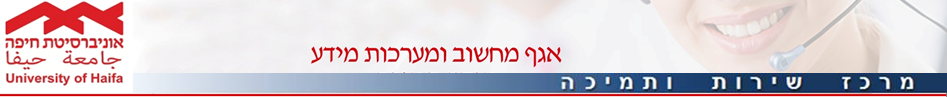 אוניברסיטת חיפה
جامعة حيفا
University of Haifa
אגף מחשוב ומערכות מידע
מרכז שירות ותמיכה